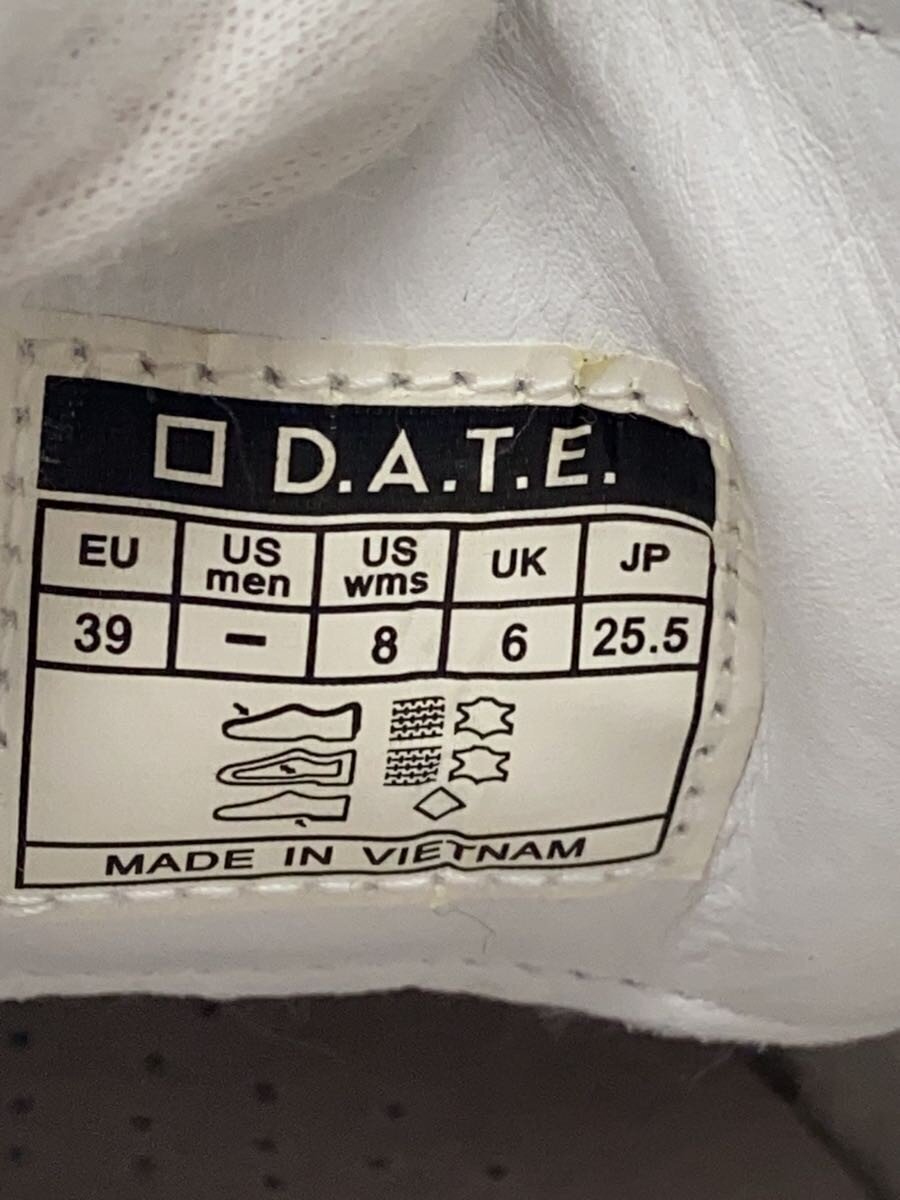 D.A.T.E.
EU US men US wms UK JP
39 – 8 6 25.5
MADE IN VIETNAM